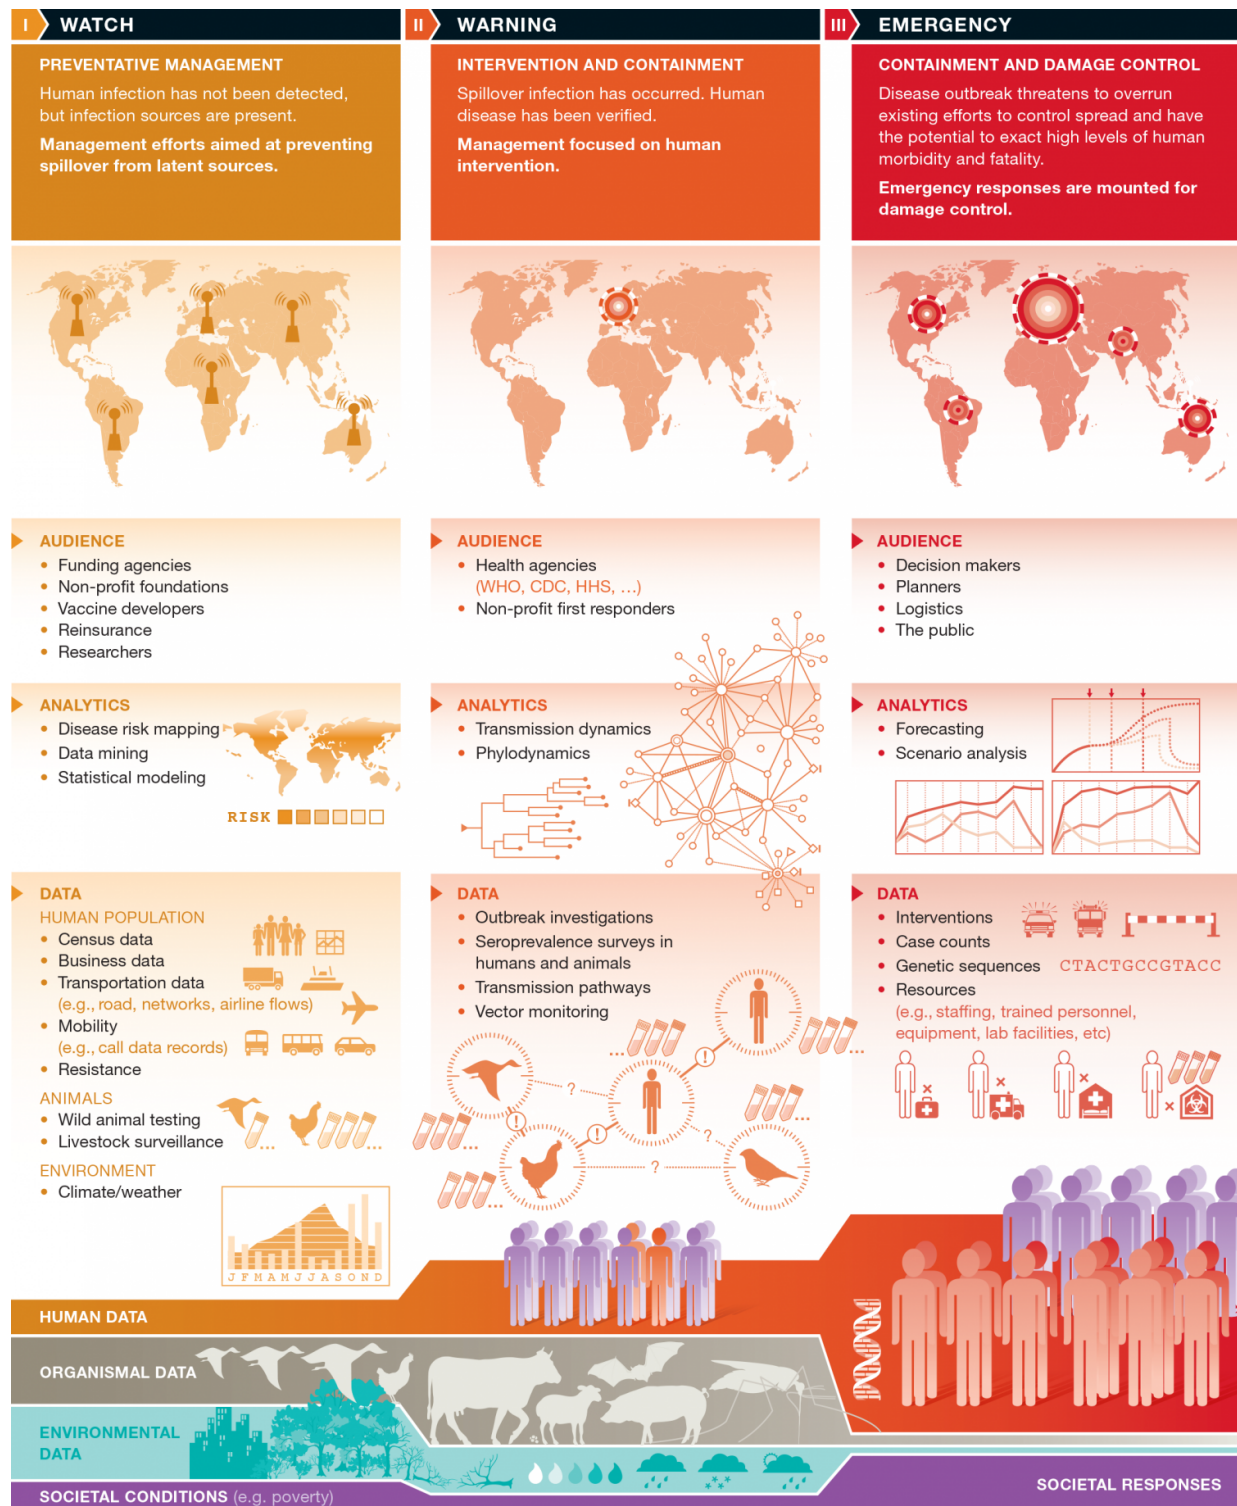 I WATCH
PREVENTATIVE MANAGEMENT
Human infection has not been detected,
but infection sources are present.
Management efforts aimed at preventing
spillover from latent sources.
AUDIENCE
• Funding agencies
• Non-profit foundations
• Vaccine developers
• Reinsurance
• Researchers
ANALYTICS
• Disease risk mapping
• Data mining
• Statistical modeling
RISK
DATA
HUMAN POPULATION
• Census data
• Business data
• Transportation data
(e.g., road, networks, airline flows)
• Mobility
(e.g., call data records)
• Resistance
ANIMALS
• Wild animal testing
• Livestock surveillance
...
...
ENVIRONMENT
• Climate/weather
J F M A M J J A S O N D
II WARNING
INTERVENTION AND CONTAINMENT
Spillover infection has occurred. Human
disease has been verified.
Management focused on human
intervention.
AUDIENCE
• Health agencies
(WHO, CDC, HHS, ...)
• Non-profit first responders
ANALYTICS
• Transmission dynamics
• Phylodynamics
DATA
• Outbreak investigations
• Seroprevalence surveys in
humans and animals
• Transmission pathways
• Vector monitoring
...
...
!
?
...
...
!
!
?
?
...
III EMERGENCY
CONTAINMENT AND DAMAGE CONTROL
Disease outbreak threatens to overrun
existing efforts to control spread and have
the potential to exact high levels of human
morbidity and fatality.
Emergency responses are mounted for
damage control.
AUDIENCE
• Decision makers
• Planners
• Logistics
• The public
ANALYTICS
• Forecasting
• Scenario analysis
DATA
• Interventions
• Case counts
• Genetic sequences CTACTGCCGTACC
• Resources
(e.g., staffing, trained personnel,
equipment, lab facilities, etc)
× × × ×
HUMAN DATA
ORGANISMAL DATA
ENVIRONMENTAL
DATA
SOCIETAL CONDITIONS (e.g. poverty)
SOCIETAL RESPONSES